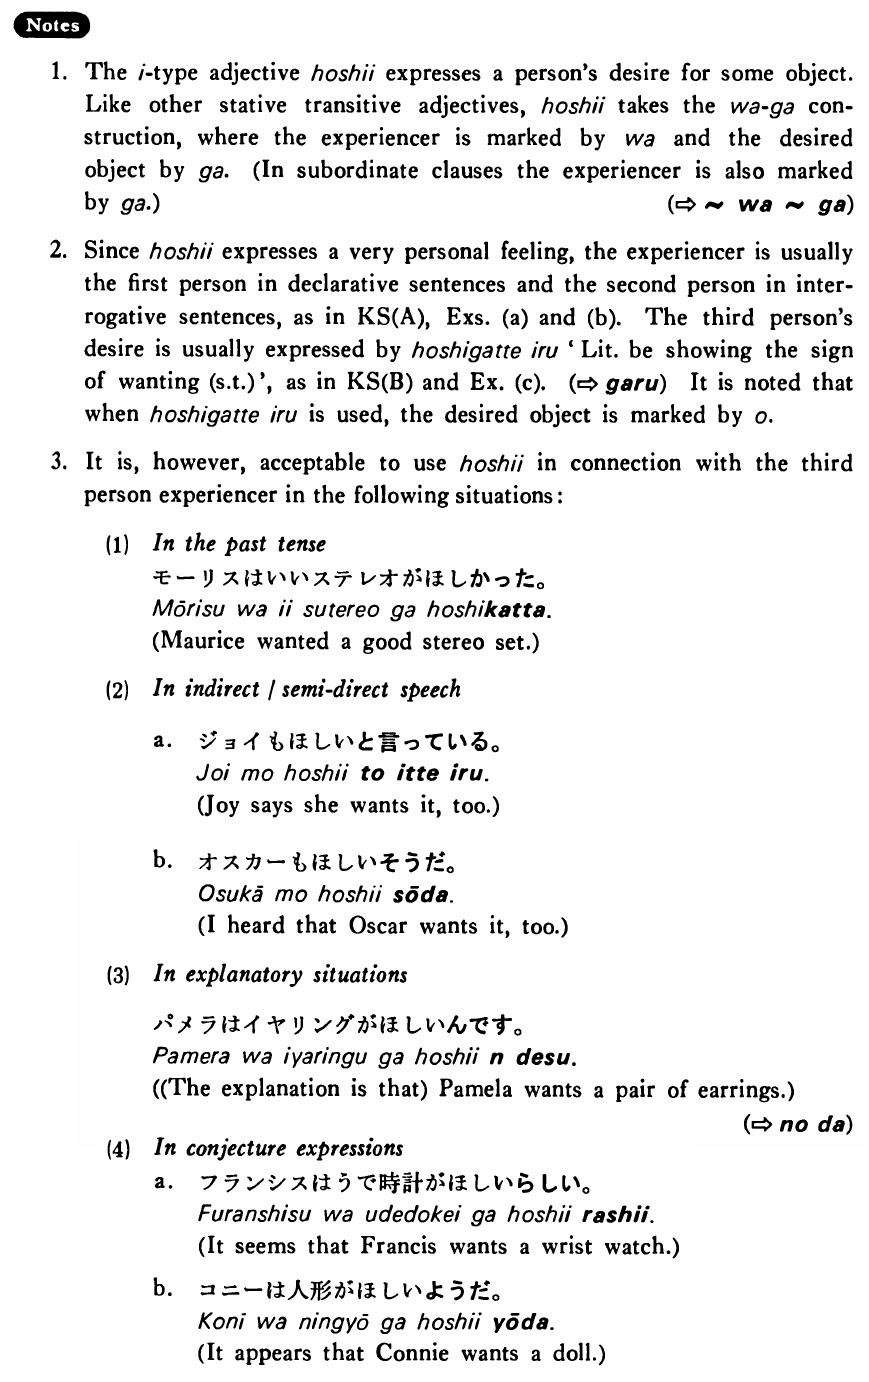 Notes
1. The i-type adjective hoshii expresses a person's desire for some object.
Like other stative transitive adjectives, hoshii takes the wa-ga con-
struction, where the experiencer is marked by wa and the desired
object by ga. (In subordinate clauses the experiencer is also marked
by ga.) (⇨ ~ wa ~ ga)
2. Since hoshii expresses a very personal feeling, the experiencer is usually
the first person in declarative sentences and the second person in inter-
rogative sentences, as in KS(A), Exs. (a) and (b). The third person's
desire is usually expressed by hoshigatte iru ‘Lit. be showing the sign
of wanting (s.t.)’, as in KS(B) and Ex. (c). (⇨ garu) It is noted that
when hoshigatte iru is used, the desired object is marked by o.
3. It is, however, acceptable to use hoshii in connection with the third
person experiencer in the following situations:
(1) In the past tense
モーリスはいいステレオがほしかった。
Mōrisu wa ii sutereo ga hoshikatta.
(Maurice wanted a good stereo set.)
(2) In indirect / semi-direct speech
a. ジョイもほしいと言っている。
Joi mo hoshii to itte iru.
(Joy says she wants it, too.)
b. オスカーもほしいそうだ。
Osukā mo hoshii sōda.
(I heard that Oscar wants it, too.)
(3) In explanatory situations
パメラはイヤリングがほしいんです。
Pamera wa iyaringu ga hoshii n desu.
((The explanation is that) Pamela wants a pair of earrings.)
(⇨ no da)
(4) In conjecture expressions
a. フランシスはうで時計がほしいらしい。
Furanshisu wa udedokei ga hoshii rashii.
(It seems that Francis wants a wrist watch.)
b. コニーは人形がほしいようだ。
Konī wa ningyō ga hoshii yōda.
(It appears that Connie wants a doll.)